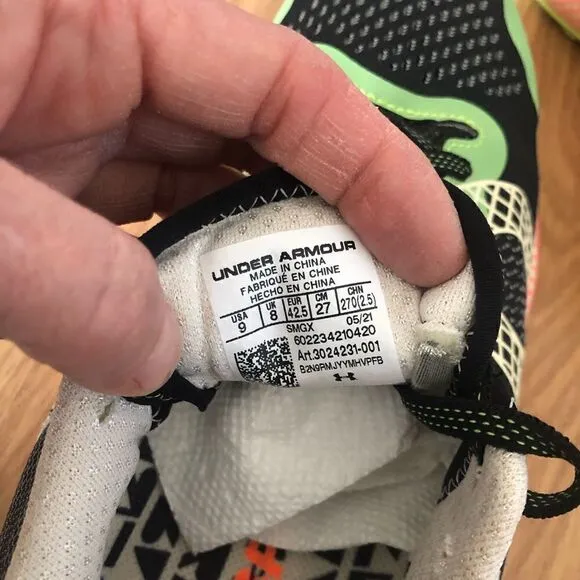 UNDER ARMOUR
MADE IN CHINA
FABRIQUÉ EN CHINE
HECHO EN CHINA
USA UK EUR CM CHN
9 8 42.5 27 270(2.5)
SMGX 05/21
602234210420
Art.3024231-001
B2N9RMJYYMHVPFB